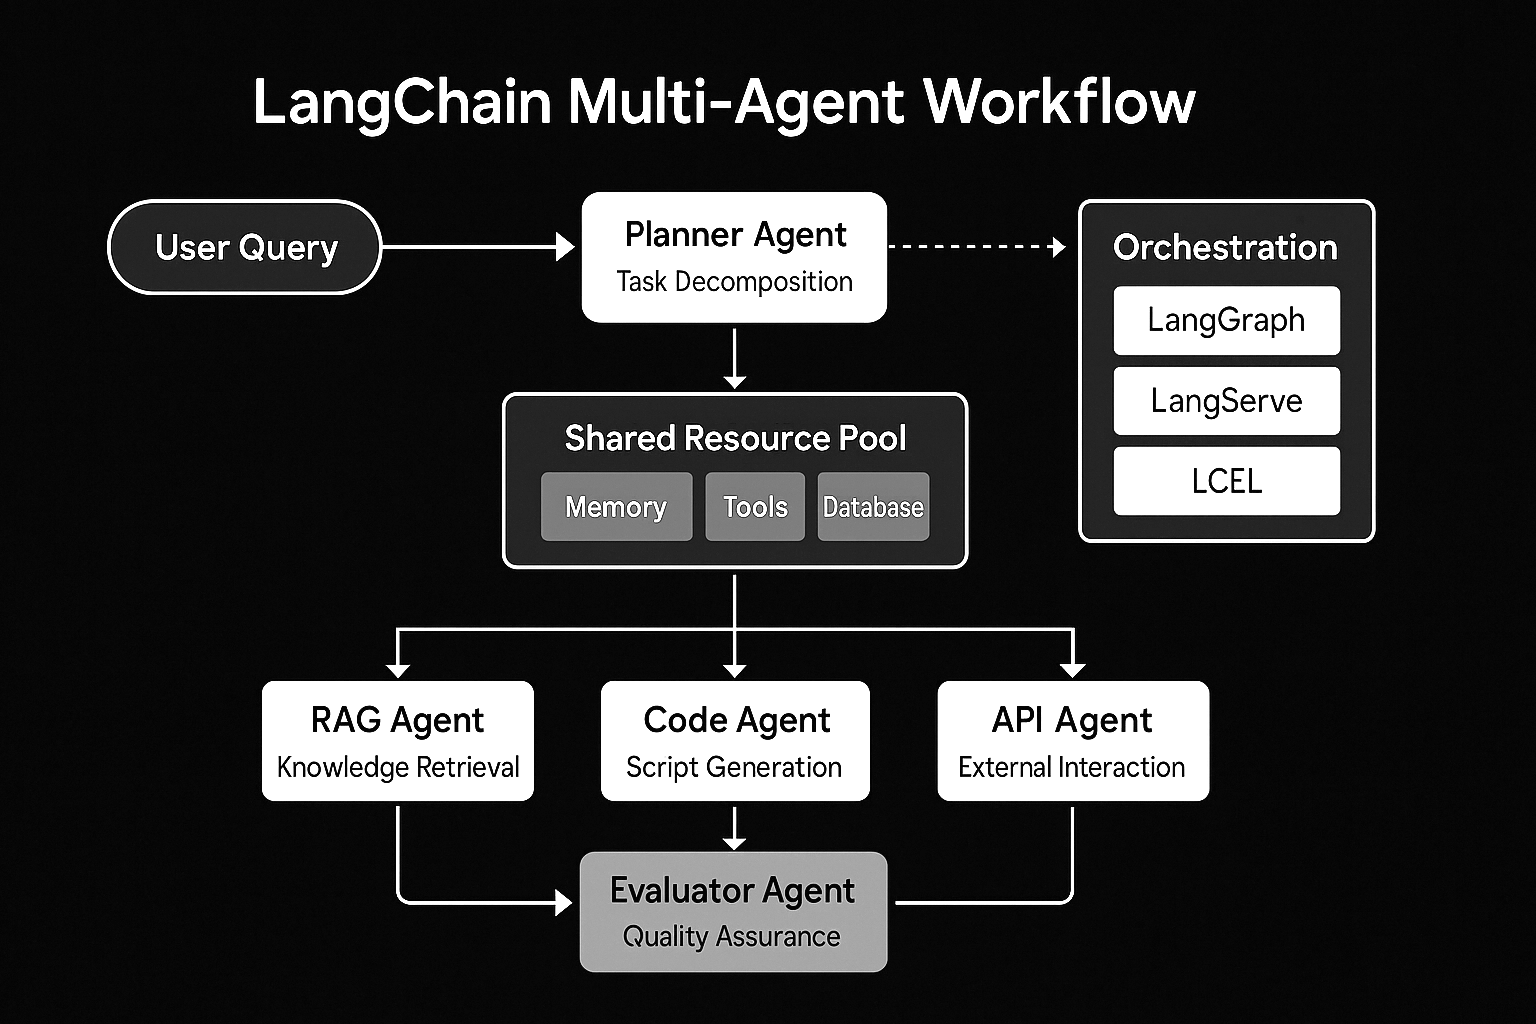 LangChain Multi-Agent Workflow
User Query
Planner Agent
Task Decomposition
Orchestration
LangGraph
LangServe
LCEL
Shared Resource Pool
Memory
Tools
Database
RAG Agent
Knowledge Retrieval
Code Agent
Script Generation
API Agent
External Interaction
Evaluator Agent
Quality Assurance